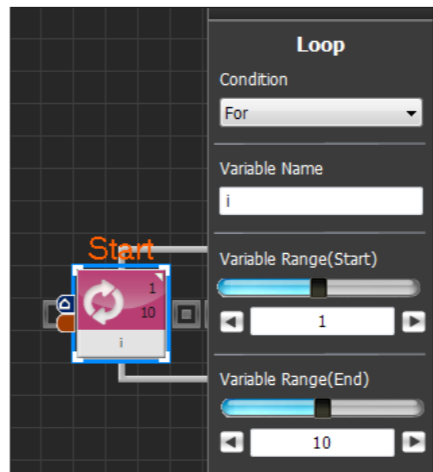 Loop
Condition
For
Variable Name
i
Variable Range(Start)
1
Variable Range(End)
10
Start
1
10
i